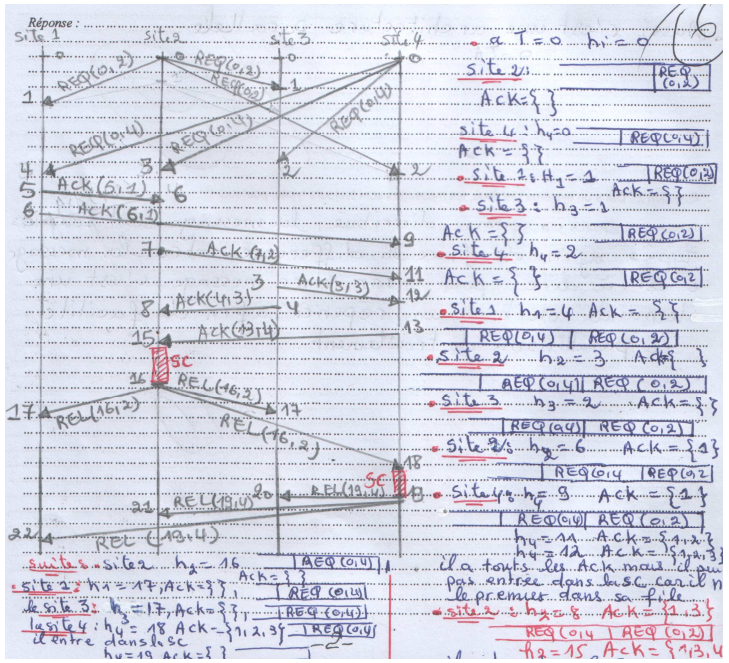 Réponse :
site 1 site 2 site 3 site 4
0 0 0 0
REQ(0,2) REQ(0,2)
REQ(0,2)
1 1
REQ(0,4) REQ(0,4) REQ(0,4)
4 3 2 2
5 ACK(5,1) 6
6 ACK(6,1) 9
7 ACK(7,2) 11
3 ACK(3,3) 12
8 ACK(4,3) 4
15 ACK(13,4) 13
SC
16 REL(16,2)
17 REL(16,2) 17
REL(16,2)
18
SC
20 REL(19,4) 19
21 REL(19,4)
22 REL(19,4)
• a T=0 hi=0
site 2: REQ
(0,2)
ACK={}
site 4: h4=0 REQ(0,4)
ACK={}
• site 1: H1=1 REQ(0,2)
ACK={}
• site 3: h3=1
ACK={} REQ(0,2)
• site 4 h4=2
ACK={} REQ(0,2
• site 1 h1=4 ACK={}
REQ(0,4) REQ(0,2)
• site 2 h2=3 ACK{}
REQ(0,4) REQ(0,2)
• site 3 h3=2 ACK={}
REQ(0,4) REQ(0,2)
• site 2: h2=6 ACK={1}
REQ(0,4 REQ(0,2
• site 4: h4=9 ACK={1}
REQ(0,4) REQ(0,2)
h4=11 ACK={1,2}
h4=12 ACK={1,2,3}
il a touts les ACK mais il
pas entrée dans la SC car il n
le premier dans sa file
• site 2: h2=8 ACK={1,3}
REQ(0,4 REQ(0,2)
h2=15 ACK={1,3,4
suite: site 2 h2=16 REQ(0,4)
ACK={}
• site 1: h1=17, ACK={}, REQ(0,4)
le site 3: h3=17, ACK={}, REQ(0,4)
la site 4: h4=18 ACK={1,2,3} REQ(0,4)
il entre dans la SC
h4=19 ACK={}
-2-